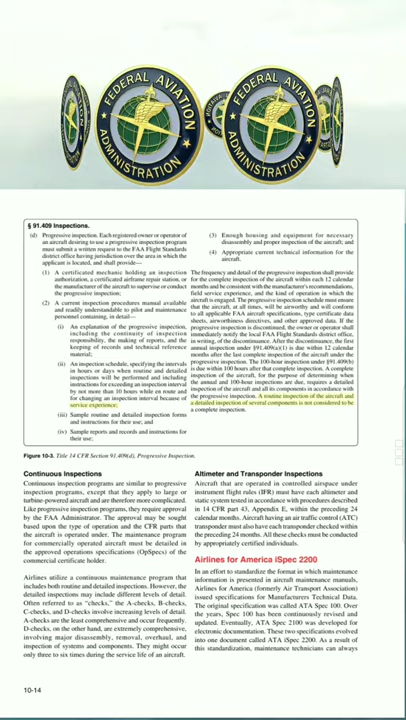 FEDERAL AVIATION
ADMINISTRATION
FEDERAL AVIATION
ADMINISTRATION
§ 91.409 Inspections.
(d) Progressive inspection. Each registered owner or operator of
an aircraft desiring to use a progressive inspection program
must submit a written request to the FAA Flight Standards
district office having jurisdiction over the area in which the
applicant is located, and shall provide—
(1) A certificated mechanic holding an inspection
authorization, a certificated airframe repair station, or
the manufacturer of the aircraft to supervise or conduct
the progressive inspection;
(2) A current inspection procedures manual available
and readily understandable to pilot and maintenance
personnel containing, in detail—
(i) An explanation of the progressive inspection,
including the continuity of inspection
responsibility, the making of reports, and the
keeping of records and technical reference
material;
(ii) An inspection schedule, specifying the intervals
in hours or days when routine and detailed
inspections will be performed and including
instructions for exceeding an inspection interval
by not more than 10 hours while en route and
for changing an inspection interval because of
service experience;
(iii) Sample routine and detailed inspection forms
and instructions for their use; and
(iv) Sample reports and records and instructions for
their use;
(3) Enough housing and equipment for necessary
disassembly and proper inspection of the aircraft; and
(4) Appropriate current technical information for the
aircraft.
The frequency and detail of the progressive inspection shall provide
for the complete inspection of the aircraft within each 12 calendar
months and be consistent with the manufacturer's recommendations,
field service experience, and the kind of operation in which the
aircraft is engaged. The progressive inspection schedule must ensure
that the aircraft, at all times, will be airworthy and will conform
to all applicable FAA aircraft specifications, type certificate data
sheets, airworthiness directives, and other approved data. If the
progressive inspection is discontinued, the owner or operator shall
immediately notify the local FAA Flight Standards district office,
in writing, of the discontinuance. After the discontinuance, the first
annual inspection under §91.409(a)(1) is due within 12 calendar
months after the last complete inspection of the aircraft under the
progressive inspection. The 100-hour inspection under §91.409(b)
is due within 100 hours after that complete inspection. A complete
inspection of the aircraft, for the purpose of determining when
the annual and 100-hour inspections are due, requires a detailed
inspection of the aircraft and all its components in accordance with
the progressive inspection. A routine inspection of the aircraft and
a detailed inspection of several components is not considered to be
a complete inspection.
Figure 10-3. Title 14 CFR Section 91.409(d), Progressive Inspection.
Continuous Inspections
Continuous inspection programs are similar to progressive
inspection programs, except that they apply to large or
turbine-powered aircraft and are therefore more complicated.
Like progressive inspection programs, they require approval
by the FAA Administrator. The approval may be sought
based upon the type of operation and the CFR parts that
the aircraft is operated under. The maintenance program
for commercially operated aircraft must be detailed in
the approved operations specifications (OpSpecs) of the
commercial certificate holder.
Airlines utilize a continuous maintenance program that
includes both routine and detailed inspections. However, the
detailed inspections may include different levels of detail.
Often referred to as "checks," the A-checks, B-checks,
C-checks, and D-checks involve increasing levels of detail.
A-checks are the least comprehensive and occur frequently.
D-checks, on the other hand, are extremely comprehensive,
involving major disassembly, removal, overhaul, and
inspection of systems and components. They might occur
only three to six times during the service life of an aircraft.
Altimeter and Transponder Inspections
Aircraft that are operated in controlled airspace under
instrument flight rules (IFR) must have each altimeter and
static system tested in accordance with procedures described
in 14 CFR part 43, Appendix E, within the preceding 24
calendar months. Aircraft having an air traffic control (ATC)
transponder must also have each transponder checked within
the preceding 24 months. All these checks must be conducted
by appropriately certified individuals.
Airlines for America iSpec 2200
In an effort to standardize the format in which maintenance
information is presented in aircraft maintenance manuals,
Airlines for America (formerly Air Transport Association)
issued specifications for Manufacturers Technical Data.
The original specification was called ATA Spec 100. Over
the years, Spec 100 has been continuously revised and
updated. Eventually, ATA Spec 2100 was developed for
electronic documentation. These two specifications evolved
into one document called ATA iSpec 2200. As a result of
this standardization, maintenance technicians can always
10-14